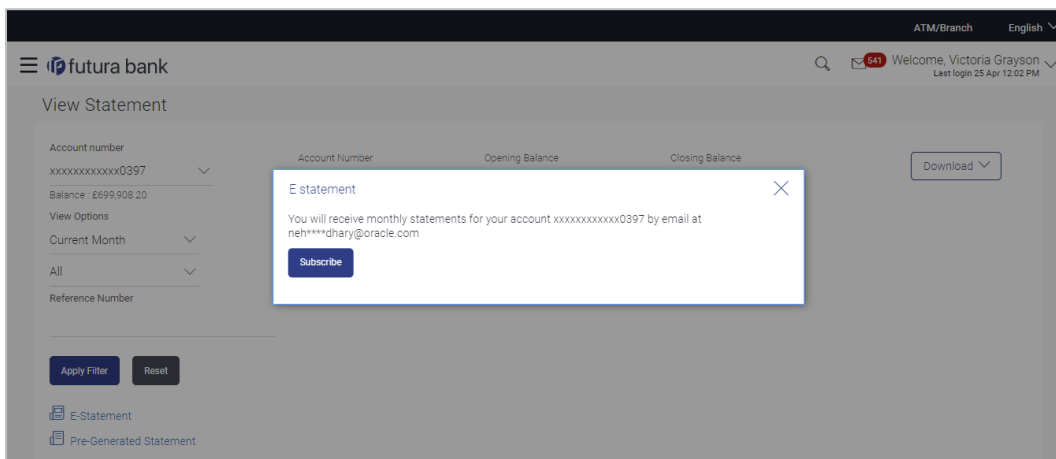 ATM/Branch English
futura bank
541 Welcome, Victoria Grayson
Last login 25 Apr 12:02 PM
View Statement
Account number
xxxxxxxxxxxx0397
Balance : £699,908.20
View Options
Current Month
All
Reference Number
Apply Filter Reset
E-Statement
Pre-Generated Statement
Account Number Opening Balance Closing Balance
Download
E statement
You will receive monthly statements for your account xxxxxxxxxxxx0397 by email at
neh****dhary@oracle.com
Subscribe